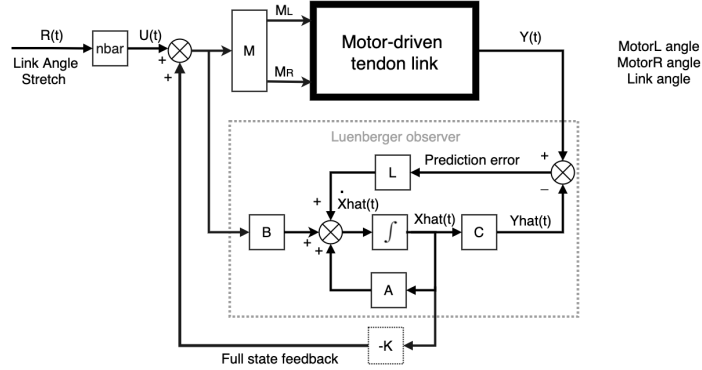 R(t)
nbar
U(t)
+
+
Link Angle
Stretch
M
ML
MR
Motor-driven
tendon link
Y(t)
MotorL angle
MotorR angle
Link angle
Luenberger observer
L
Prediction error
+
−
+
Ẋhat(t)
B
+
+
∫
Xhat(t)
C
Yhat(t)
A
-K
Full state feedback